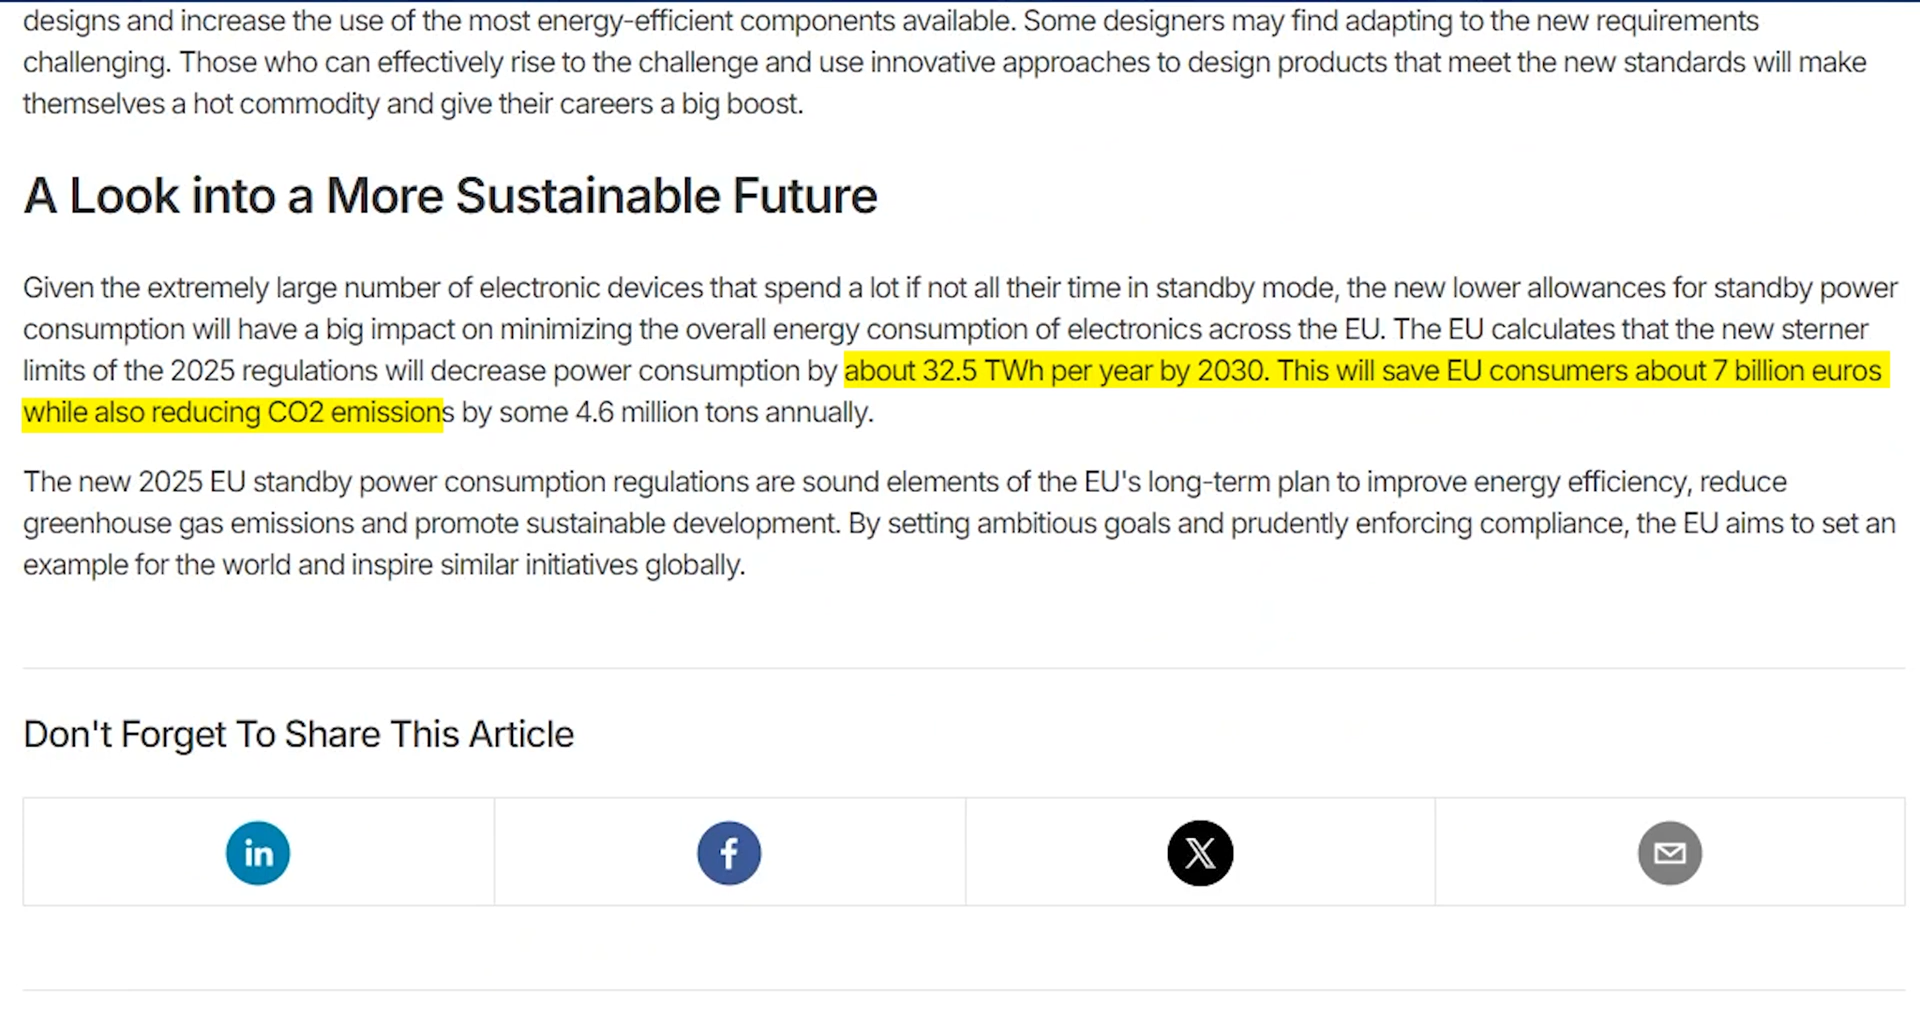 designs and increase the use of the most energy-efficient components available. Some designers may find adapting to the new requirements
challenging. Those who can effectively rise to the challenge and use innovative approaches to design products that meet the new standards will make
themselves a hot commodity and give their careers a big boost.
A Look into a More Sustainable Future
Given the extremely large number of electronic devices that spend a lot if not all their time in standby mode, the new lower allowances for standby power
consumption will have a big impact on minimizing the overall energy consumption of electronics across the EU. The EU calculates that the new sterner
limits of the 2025 regulations will decrease power consumption by about 32.5 TWh per year by 2030. This will save EU consumers about 7 billion euros
while also reducing CO2 emissions by some 4.6 million tons annually.
The new 2025 EU standby power consumption regulations are sound elements of the EU's long-term plan to improve energy efficiency, reduce
greenhouse gas emissions and promote sustainable development. By setting ambitious goals and prudently enforcing compliance, the EU aims to set an
example for the world and inspire similar initiatives globally.
Don't Forget To Share This Article
in f X